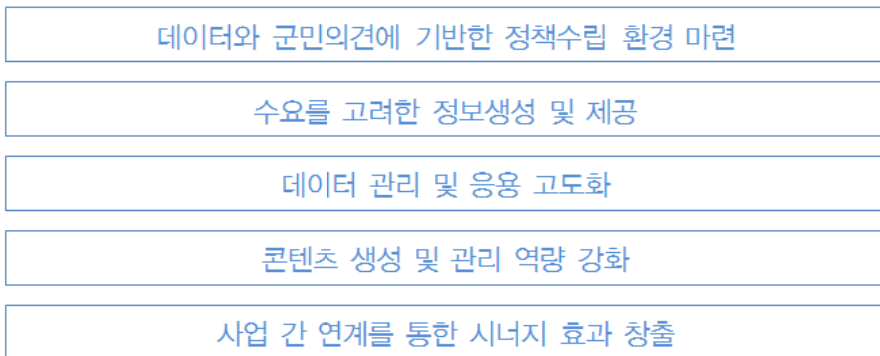 데이터와 군민의견에 기반한 정책수립 환경 마련
수요를 고려한 정보생성 및 제공
데이터 관리 및 응용 고도화
콘텐츠 생성 및 관리 역량 강화
사업 간 연계를 통한 시너지 효과 창출